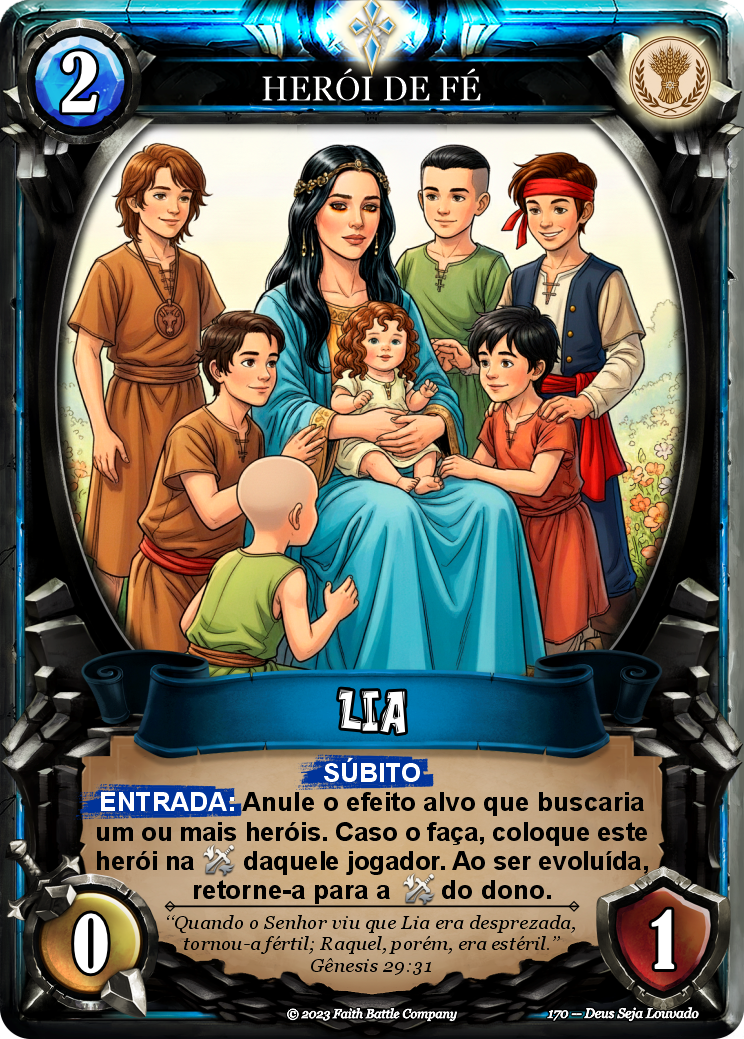 2
HERÓI DE FÉ
LIA
SÚBITO
ENTRADA: Anule o efeito alvo que buscaria
um ou mais heróis. Caso o faça, coloque este
herói na daquele jogador. Ao ser evoluída,
retorne-a para a do dono.
0
1
“Quando o Senhor viu que Lia era desprezada,
tornou-a fértil; Raquel, porém, era estéril.”
Gênesis 29:31
© 2023 Faith Battle Company
170 – Deus Seja Louvado